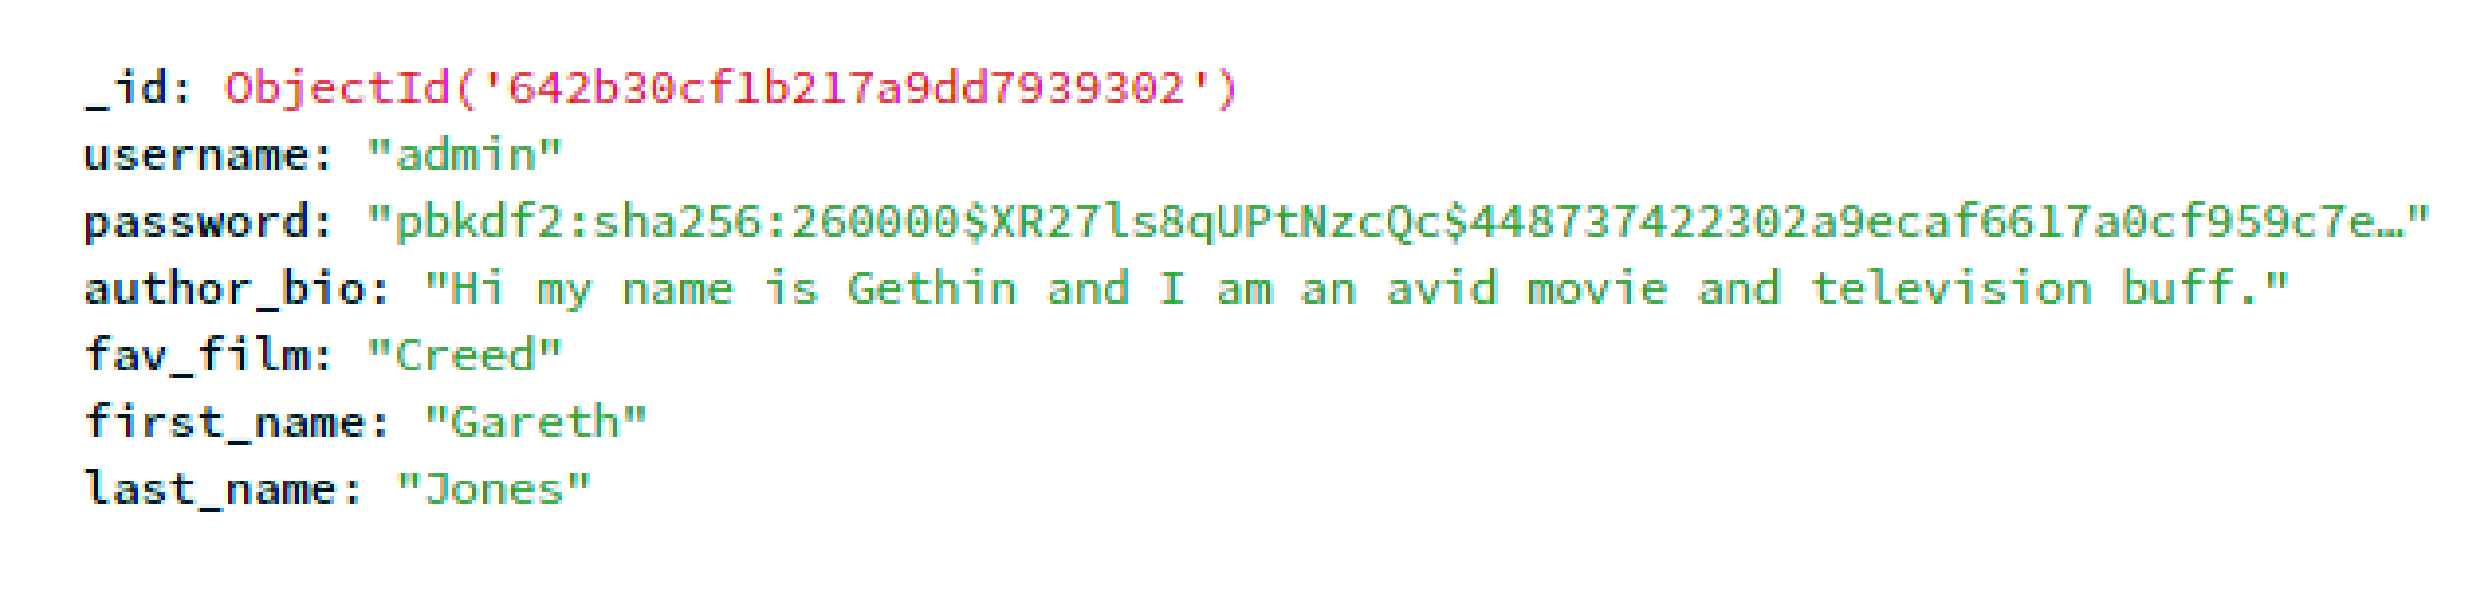 _id: ObjectId('642b30cf1b217a9dd7939302')
username: "admin"
password: "pbkdf2:sha256:260000$XR27ls8qUPtNzcQc$448737422302a9ecaf6617a0cf959c7e…"
author_bio: "Hi my name is Gethin and I am an avid movie and television buff."
fav_film: "Creed"
first_name: "Gareth"
last_name: "Jones"